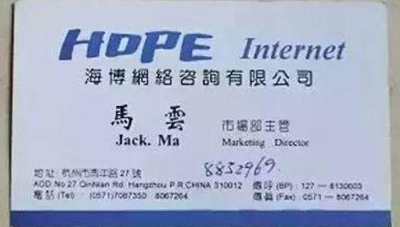 HOPE Internet
海博網絡咨詢有限公司
馬雲 市場部主管
Jack. Ma Marketing Director
8852969
地址: 杭州市青年路27號
ADD: No 27 QinNian Rd. Hangzhou P.R.CHINA 310012 傳呼(BP): 127—8130003
電話(Tel): (0571)7087350 8067264 傳真(Fax): 0571—8067264